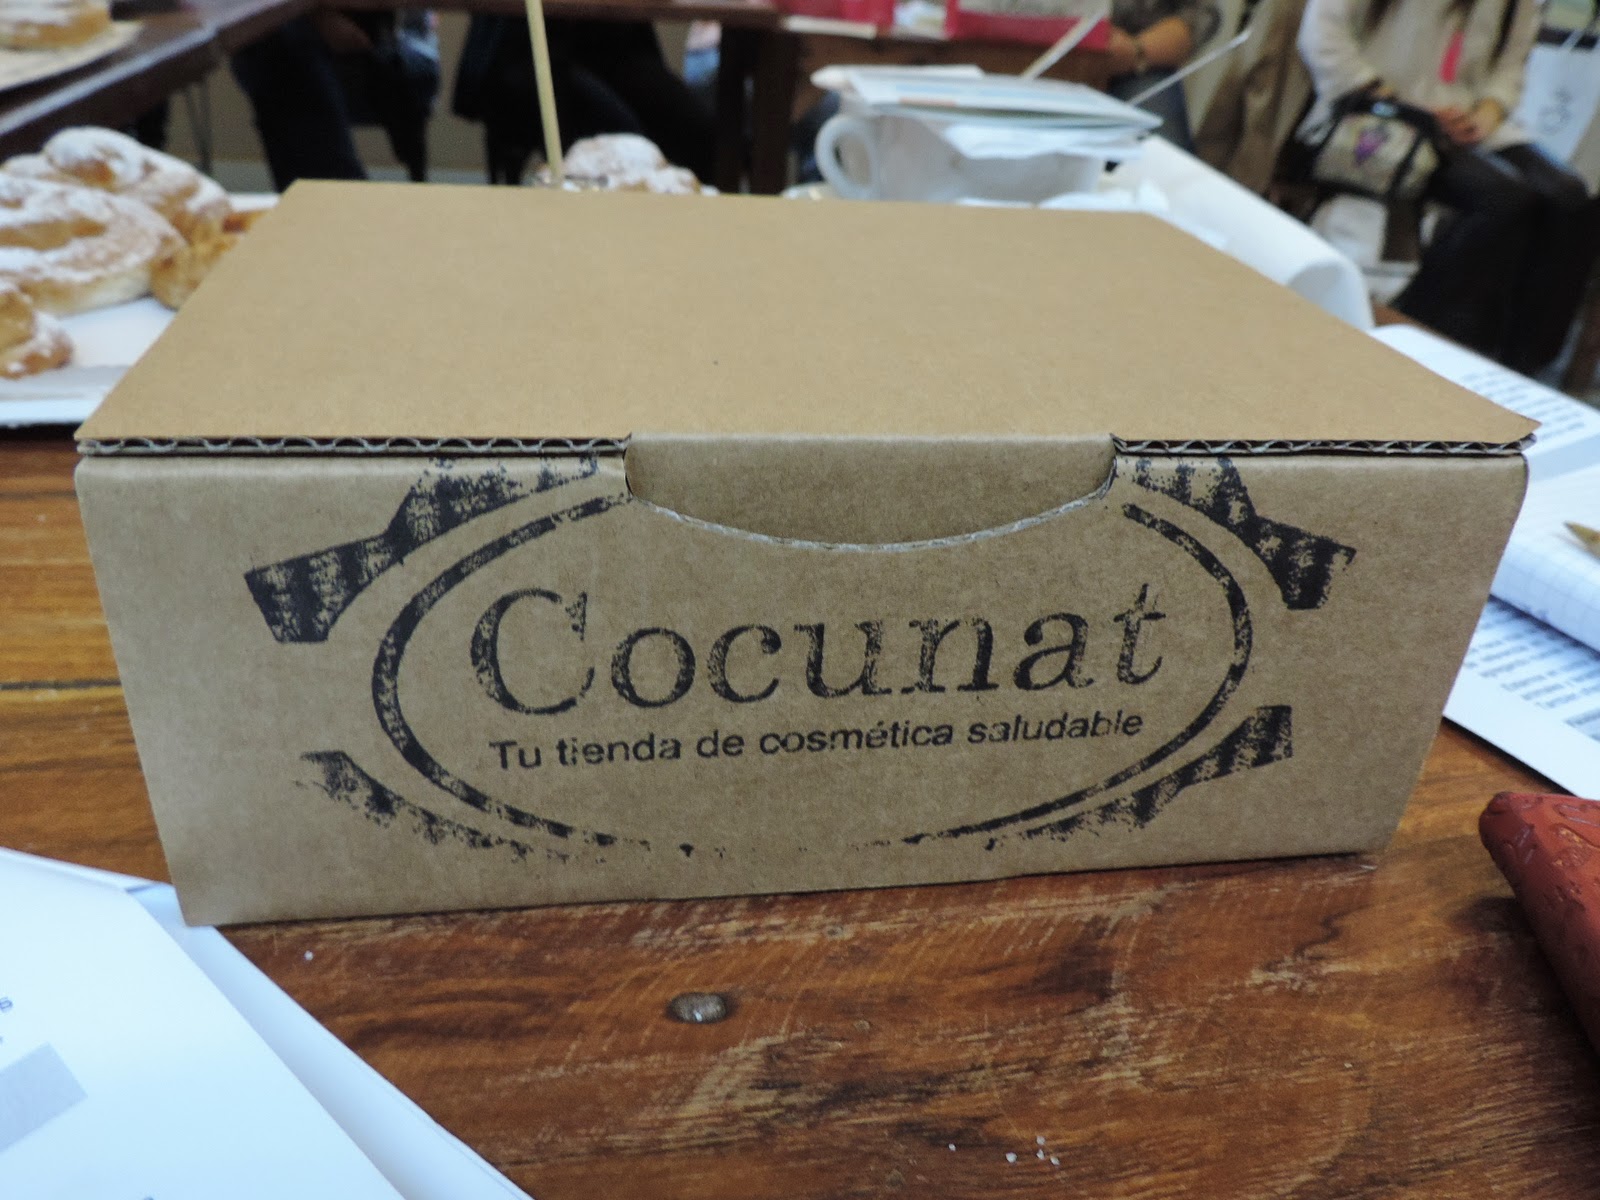 Cocunat
Tu tienda de cosmética saludable